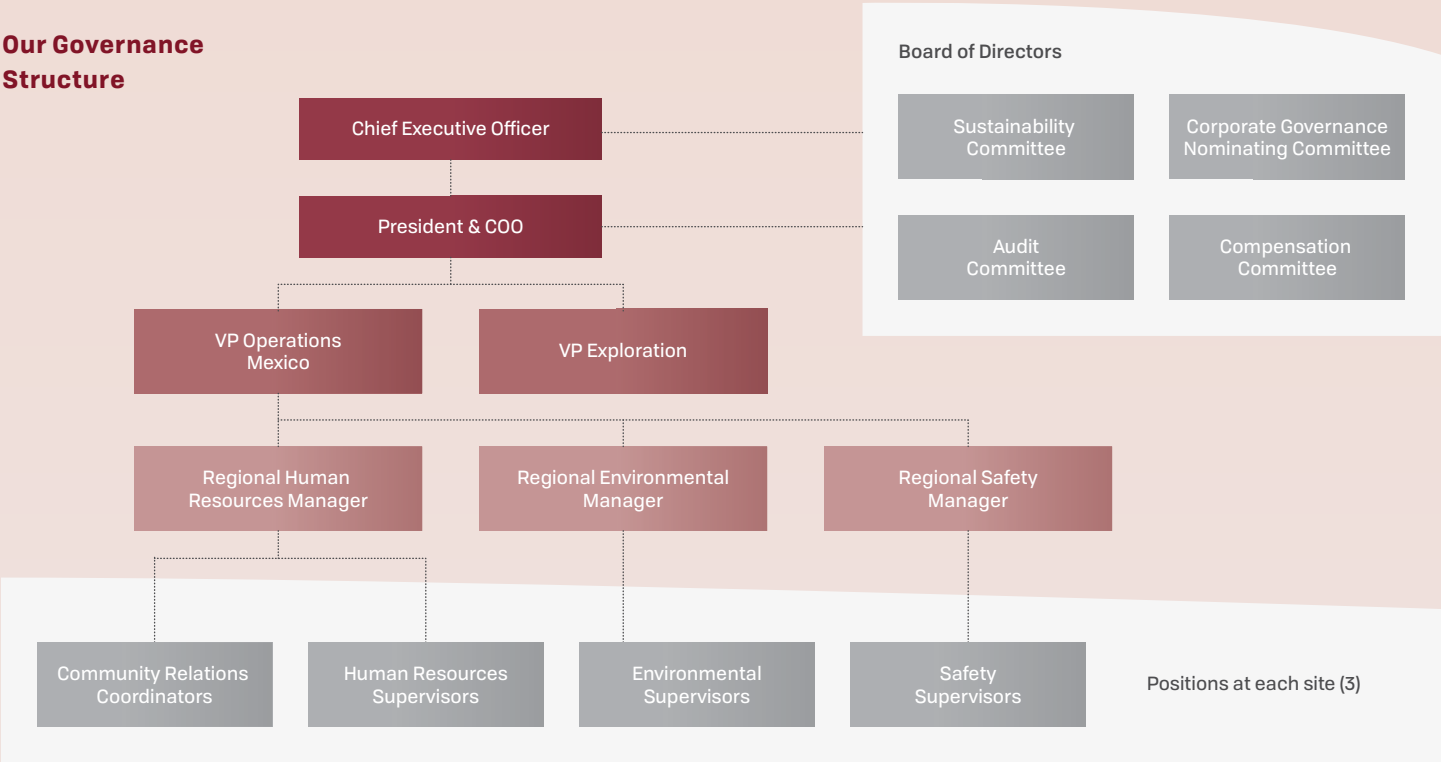 Our Governance
Structure
Board of Directors
Chief Executive Officer
Sustainability
Committee
Corporate Governance
Nominating Committee
President & COO
Audit
Committee
Compensation
Committee
VP Operations
Mexico
VP Exploration
Regional Human
Resources Manager
Regional Environmental
Manager
Regional Safety
Manager
Community Relations
Coordinators
Human Resources
Supervisors
Environmental
Supervisors
Safety
Supervisors
Positions at each site (3)